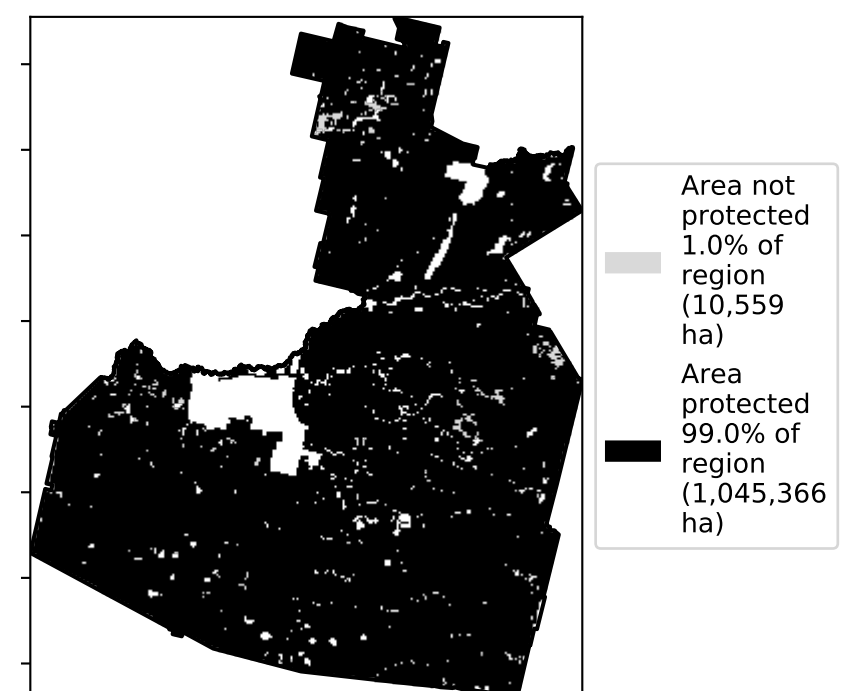 Area not
protected
1.0% of
region
(10,559
ha)
Area
protected
99.0% of
region
(1,045,366
ha)